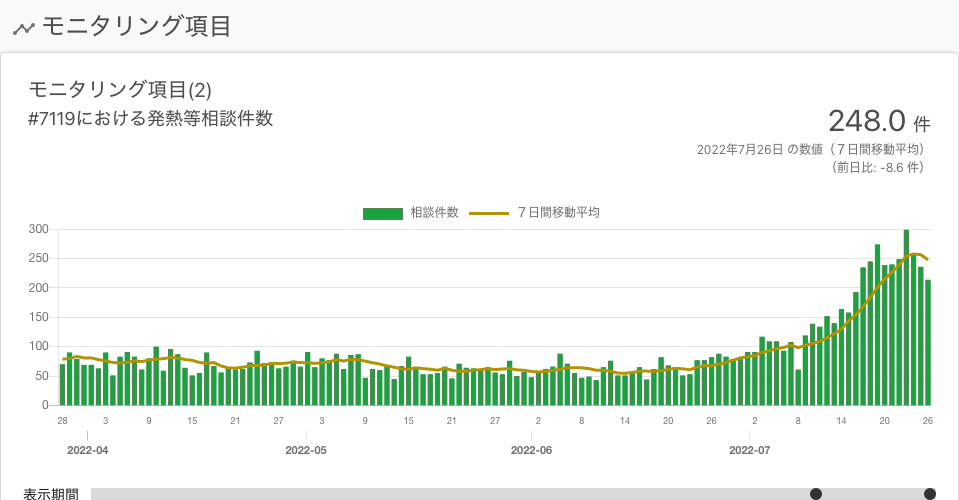 モニタリング項目
モニタリング項目(2)
#7119における発熱等相談件数
248.0 件
2022年7月26日 の数値（７日間移動平均）
（前日比: -8.6 件）
相談件数 ７日間移動平均
300
250
200
150
100
50
0
28 3 9 15 21 27 3 9 15 21 27 2 8 14 20 26 2 8 14 20 26
2022-04 2022-05 2022-06 2022-07
表示期間